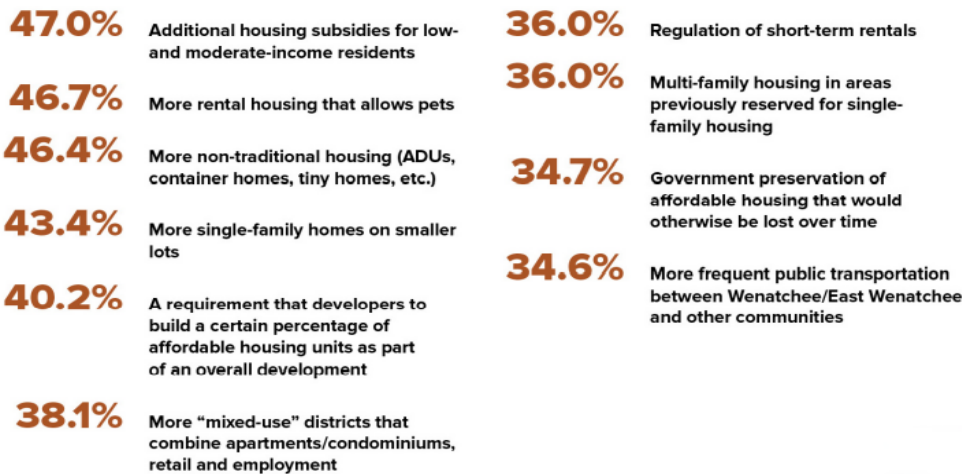 47.0% Additional housing subsidies for low-
and moderate-income residents
46.7% More rental housing that allows pets
46.4% More non-traditional housing (ADUs,
container homes, tiny homes, etc.)
43.4% More single-family homes on smaller
lots
40.2% A requirement that developers to
build a certain percentage of
affordable housing units as part
of an overall development
38.1% More “mixed-use” districts that
combine apartments/condominiums,
retail and employment
36.0% Regulation of short-term rentals
36.0% Multi-family housing in areas
previously reserved for single-
family housing
34.7% Government preservation of
affordable housing that would
otherwise be lost over time
34.6% More frequent public transportation
between Wenatchee/East Wenatchee
and other communities